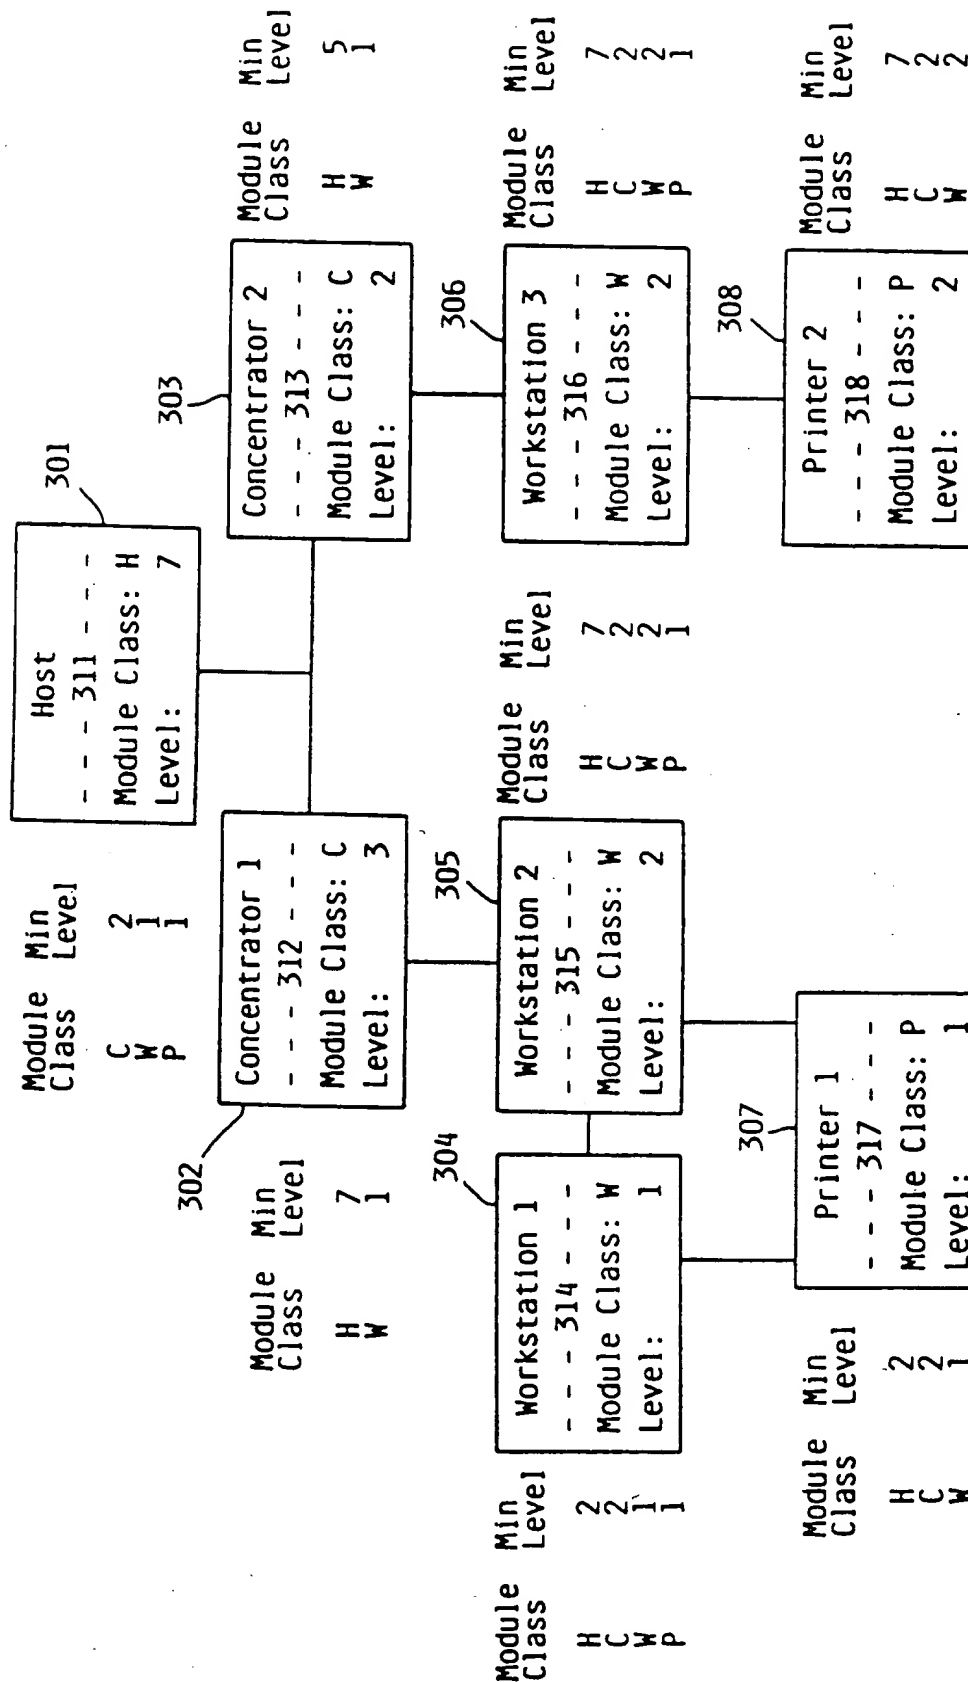 301
Host
- - - 311 - - - -
Module Class: H
Level: 7
Module Class Min Level
C 2
W 1
P 1
302
Concentrator 1
- - - 312 - - - -
Module Class: C
Level: 3
Module Class Min Level
H 7
W 1
303
Concentrator 2
- - - 313 - - - -
Module Class: C
Level: 2
Module Class Min Level
H 5
W 1
304
Workstation 1
- - - 314 - - - -
Module Class: W
Level: 1
Module Class Min Level
H 2
C 2
W 1
P 1
305
Workstation 2
- - - 315 - - - -
Module Class: W
Level: 2
Module Class Min Level
H 7
C 2
W 2
P 1
306
Workstation 3
- - - 316 - - - -
Module Class: W
Level: 2
Module Class Min Level
H 7
C 2
W 2
P 1
307
Printer 1
- - - 317 - - - -
Module Class: P
Level: 1
Module Class Min Level
H 2
C 2
W 1
308
Printer 2
- - - 318 - - - -
Module Class: P
Level: 2
Module Class Min Level
H 7
C 2
W 2